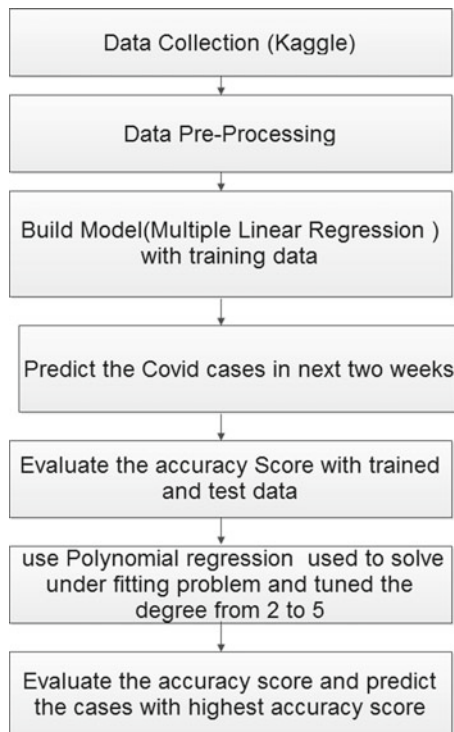 Data Collection (Kaggle)
Data Pre-Processing
Build Model(Multiple Linear Regression )
with training data
Predict the Covid cases in next two weeks
Evaluate the accuracy Score with trained
and test data
use Polynomial regression used to solve
under fitting problem and tuned the
degree from 2 to 5
Evaluate the accuracy score and predict
the cases with highest accuracy score